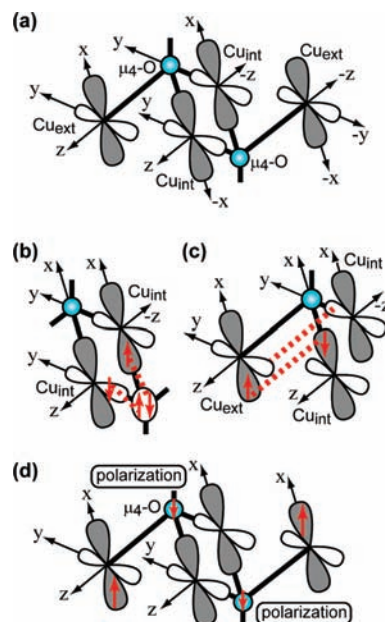 (a)
x y x Cuint Cuext
μ4-O -z -z
Cuext y -y
z z μ4-O
Cuint -x -x
(b)
x x
Cuint
y
-z
Cuint
y
z
(c)
x x
Cuint
y
-z
y
z
Cuext
z
Cuint
(d)
polarization
x x x
μ4-O
y
y
z
z
polarization